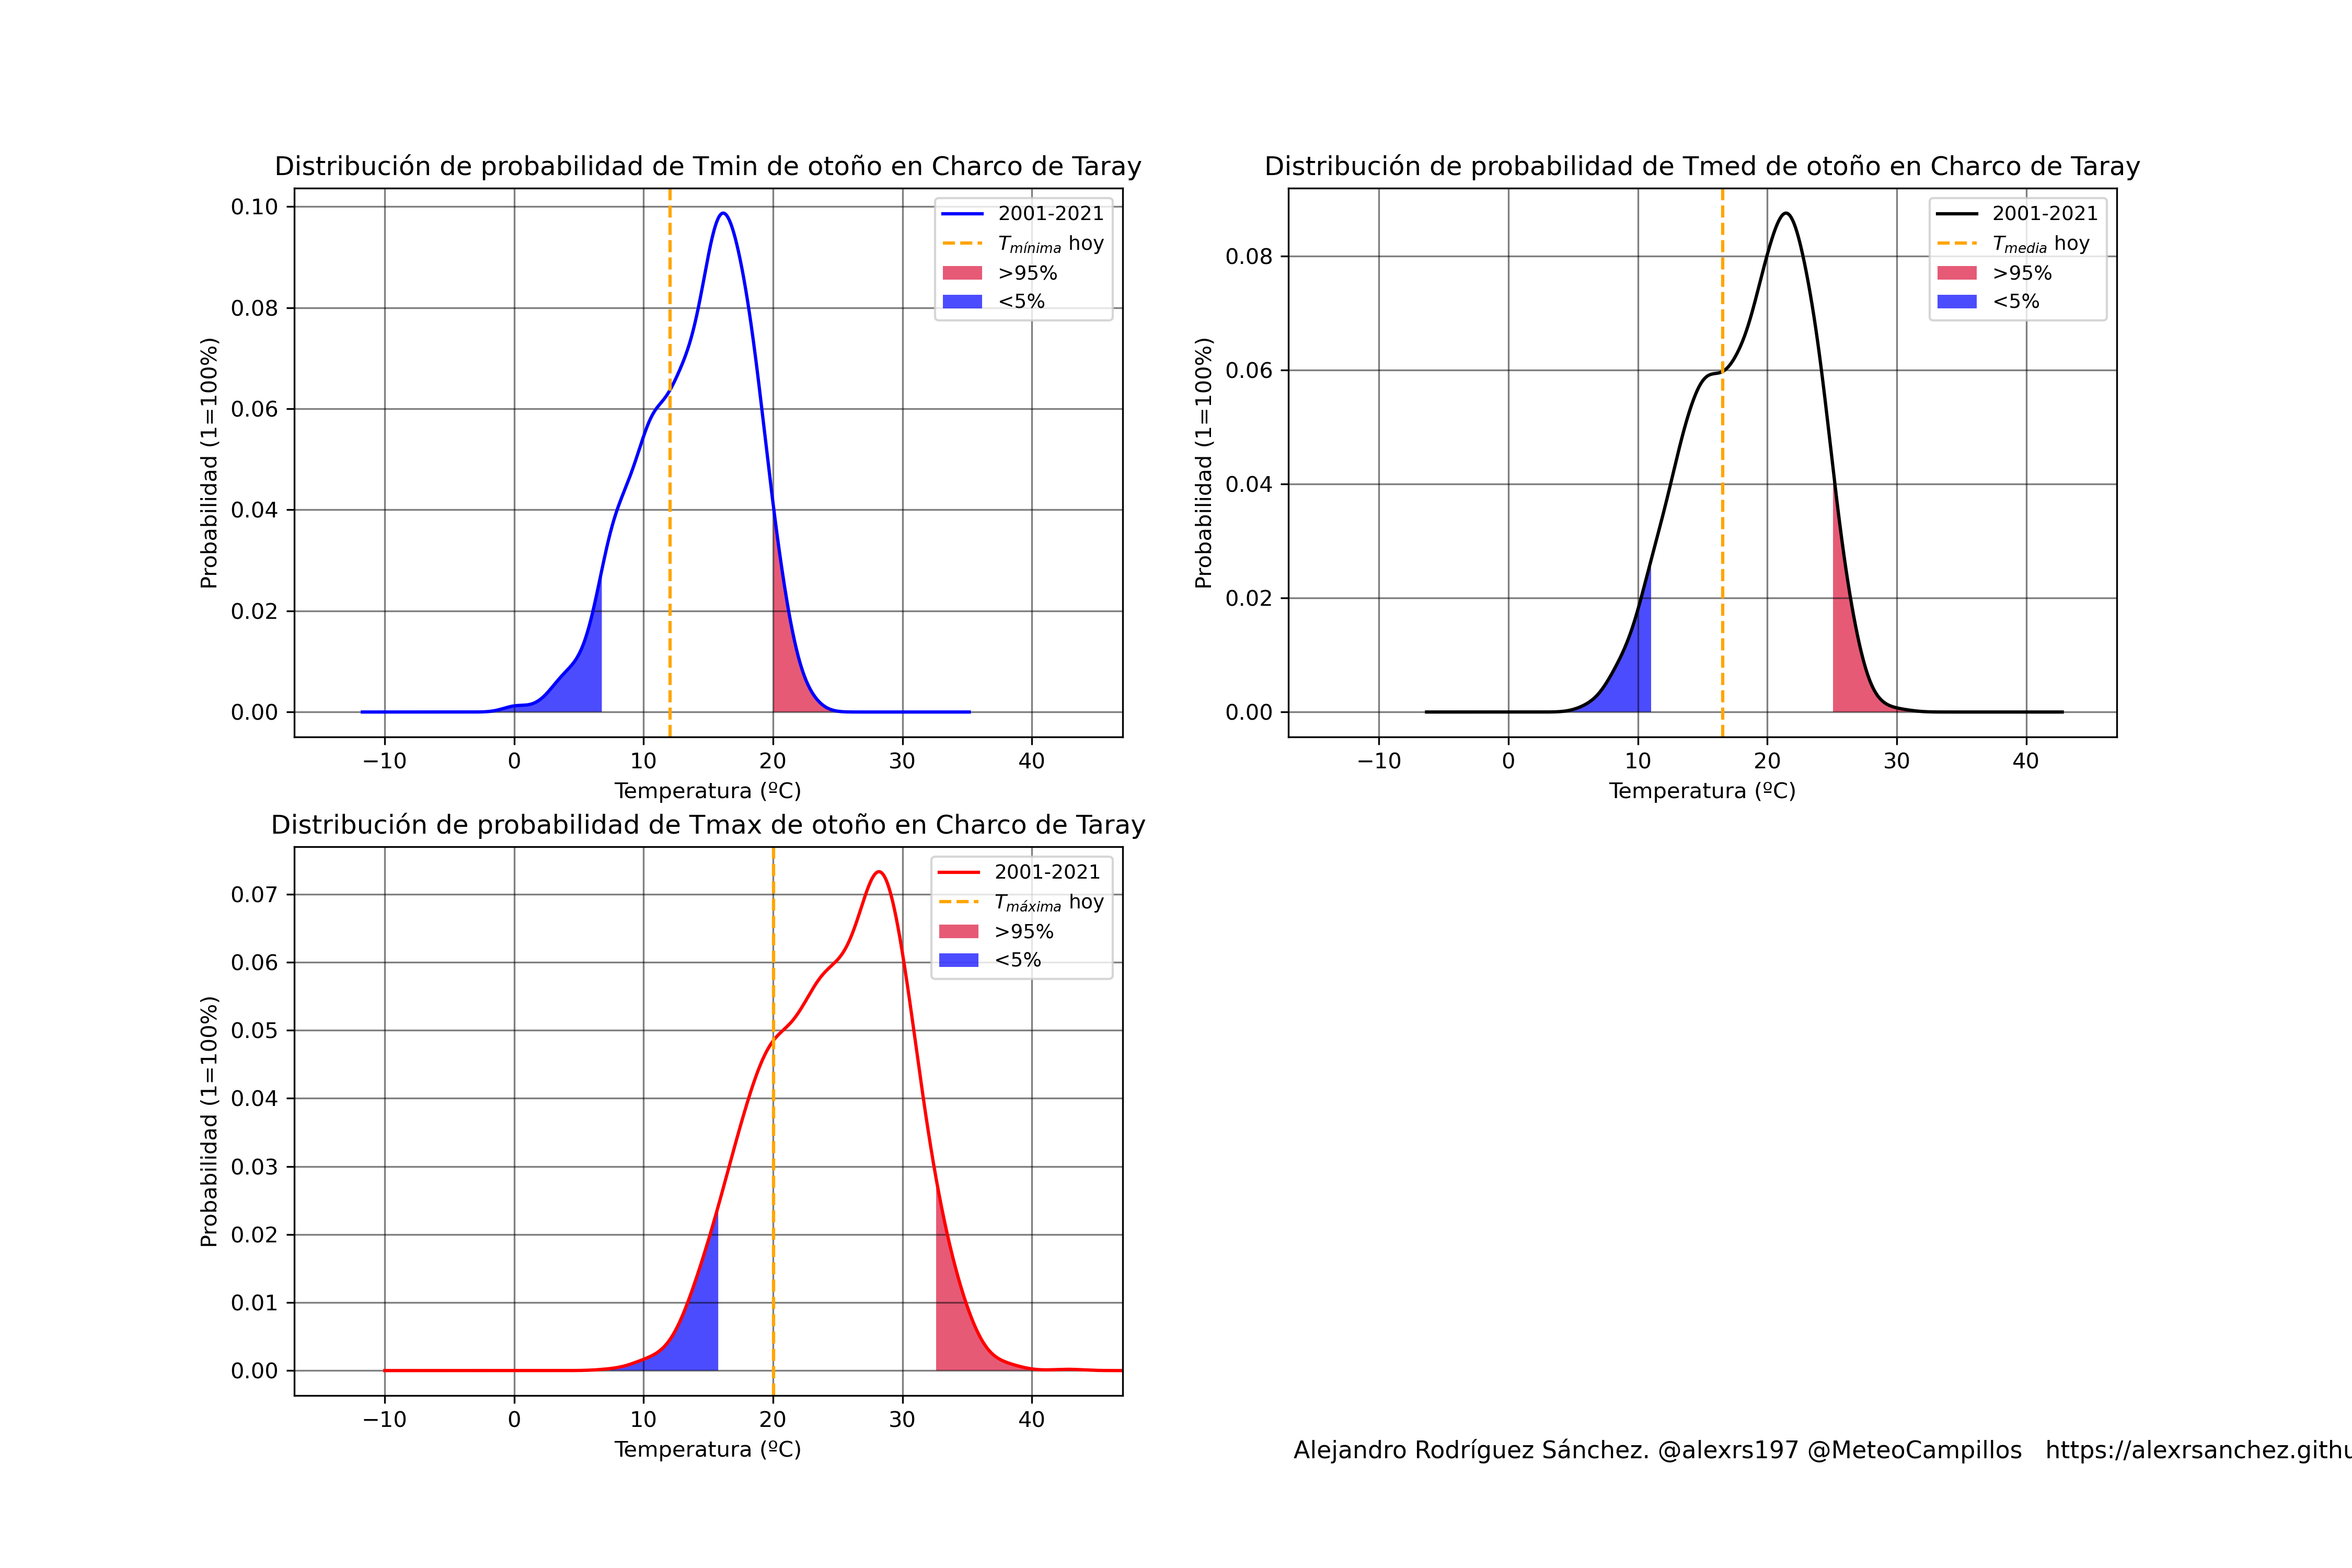 Distribución de probabilidad de Tmin de otoño en Charco de Taray
0.10
0.08
0.06
0.04
0.02
0.00
Probabilidad (1=100%)
2001-2021
Tmínima hoy
>95%
<5%
−10 0 10 20 30 40
Temperatura (ºC)
Distribución de probabilidad de Tmed de otoño en Charco de Taray
0.08
0.06
0.04
0.02
0.00
Probabilidad (1=100%)
2001-2021
Tmedia hoy
>95%
<5%
−10 0 10 20 30 40
Temperatura (ºC)
Distribución de probabilidad de Tmax de otoño en Charco de Taray
0.07
0.06
0.05
0.04
0.03
0.02
0.01
0.00
Probabilidad (1=100%)
2001-2021
Tmáxima hoy
>95%
<5%
−10 0 10 20 30 40
Temperatura (ºC)
Alejandro Rodríguez Sánchez. @alexrs197 @MeteoCampillos https://alexrsanchez.githu